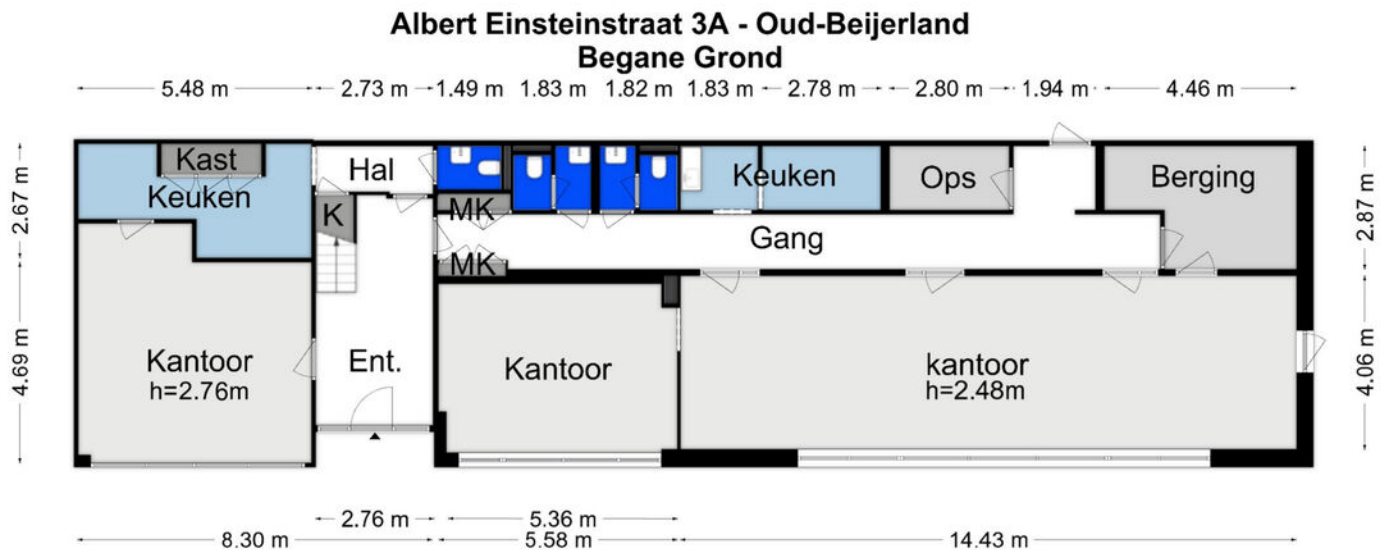 Albert Einsteinstraat 3A - Oud-Beijerland
Begane Grond
5.48 m
2.73 m
1.49 m
1.83 m
1.82 m
1.83 m
2.78 m
2.80 m
1.94 m
4.46 m
2.67 m
4.69 m
Kast
Keuken
Hal
K
MK
MK
Keuken
Ops
Berging
Gang
Kantoor
h=2.76m
Ent.
Kantoor
kantoor
h=2.48m
2.87 m
4.06 m
2.76 m
5.36 m
8.30 m
5.58 m
14.43 m